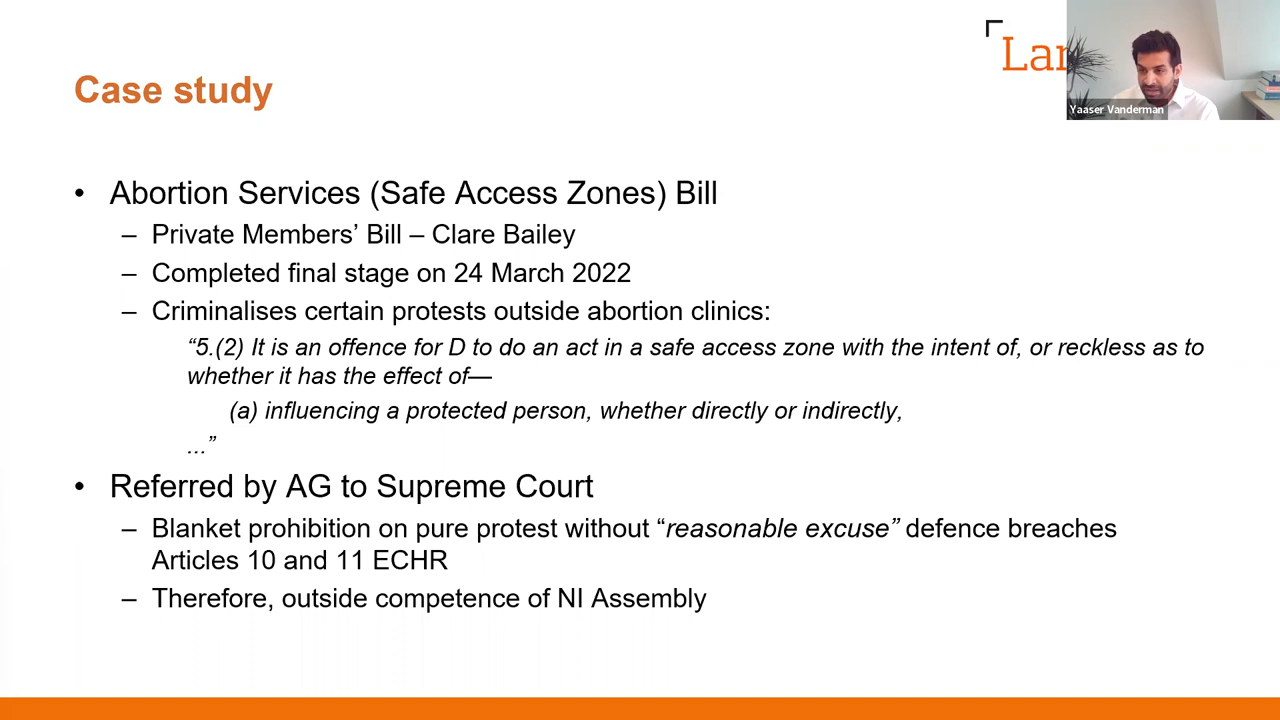 Lan
Yaaser Vanderman
Case study
• Abortion Services (Safe Access Zones) Bill
– Private Members’ Bill – Clare Bailey
– Completed final stage on 24 March 2022
– Criminalises certain protests outside abortion clinics:
“5.(2) It is an offence for D to do an act in a safe access zone with the intent of, or reckless as to
whether it has the effect of—
(a) influencing a protected person, whether directly or indirectly,
...”
• Referred by AG to Supreme Court
– Blanket prohibition on pure protest without “reasonable excuse” defence breaches
Articles 10 and 11 ECHR
– Therefore, outside competence of NI Assembly